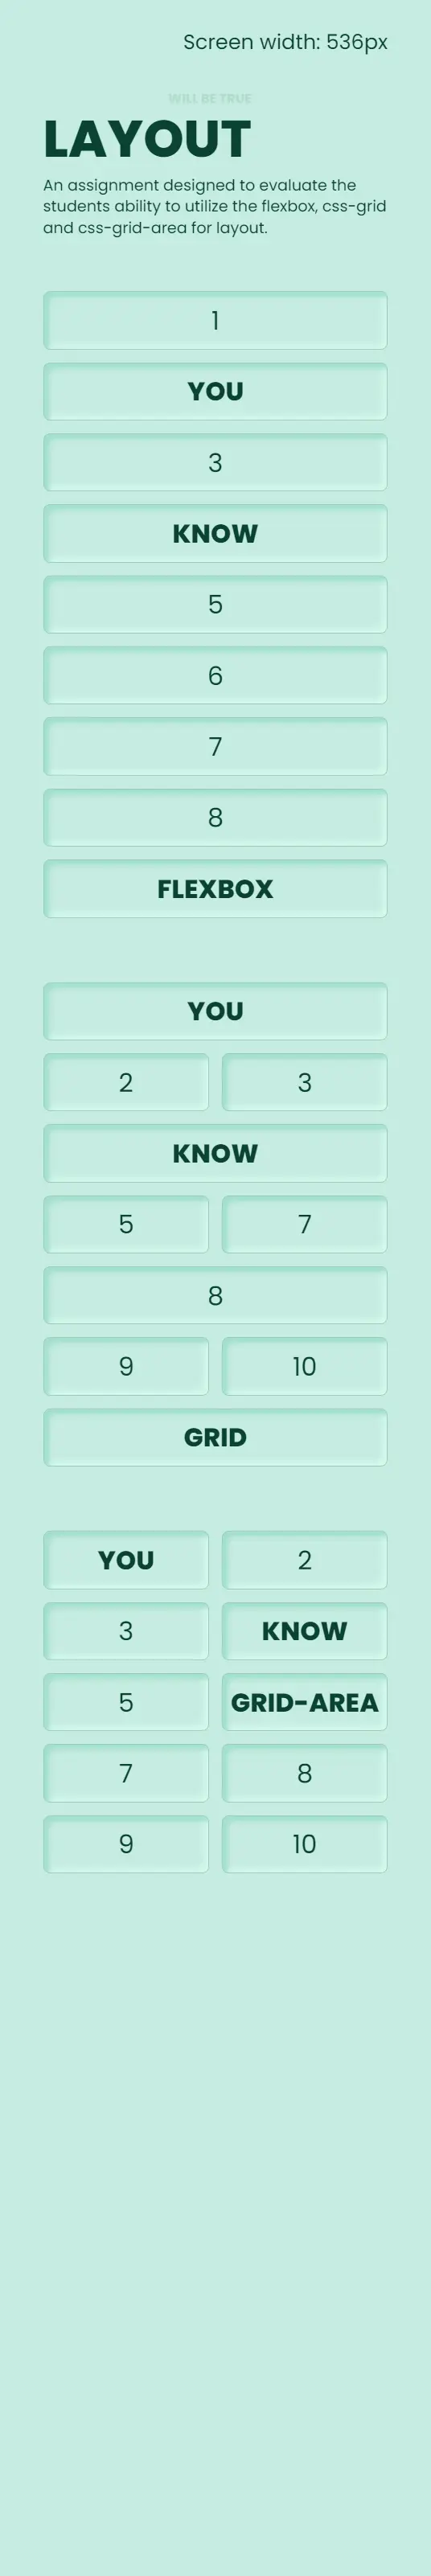 Screen width: 536px
WILL BE TRUE
LAYOUT
An assignment designed to evaluate the
students ability to utilize the flexbox, css-grid
and css-grid-area for layout.
1
YOU
3
KNOW
5
6
7
8
FLEXBOX
YOU
2 3
KNOW
5 7
8
9 10
GRID
YOU 2
3 KNOW
5 GRID-AREA
7 8
9 10